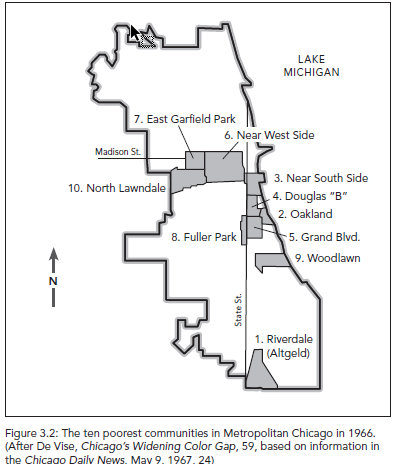 LAKE
MICHIGAN
7. East Garfield Park
6. Near West Side
Madison St.
3. Near South Side
10. North Lawndale
4. Douglas "B"
2. Oakland
8. Fuller Park
5. Grand Blvd.
9. Woodlawn
N
State St.
1. Riverdale
(Altgeld)
Figure 3.2: The ten poorest communities in Metropolitan Chicago in 1966.
(After De Vise, Chicago's Widening Color Gap, 59, based on information in
the Chicago Daily News, May 9, 1967, 24)